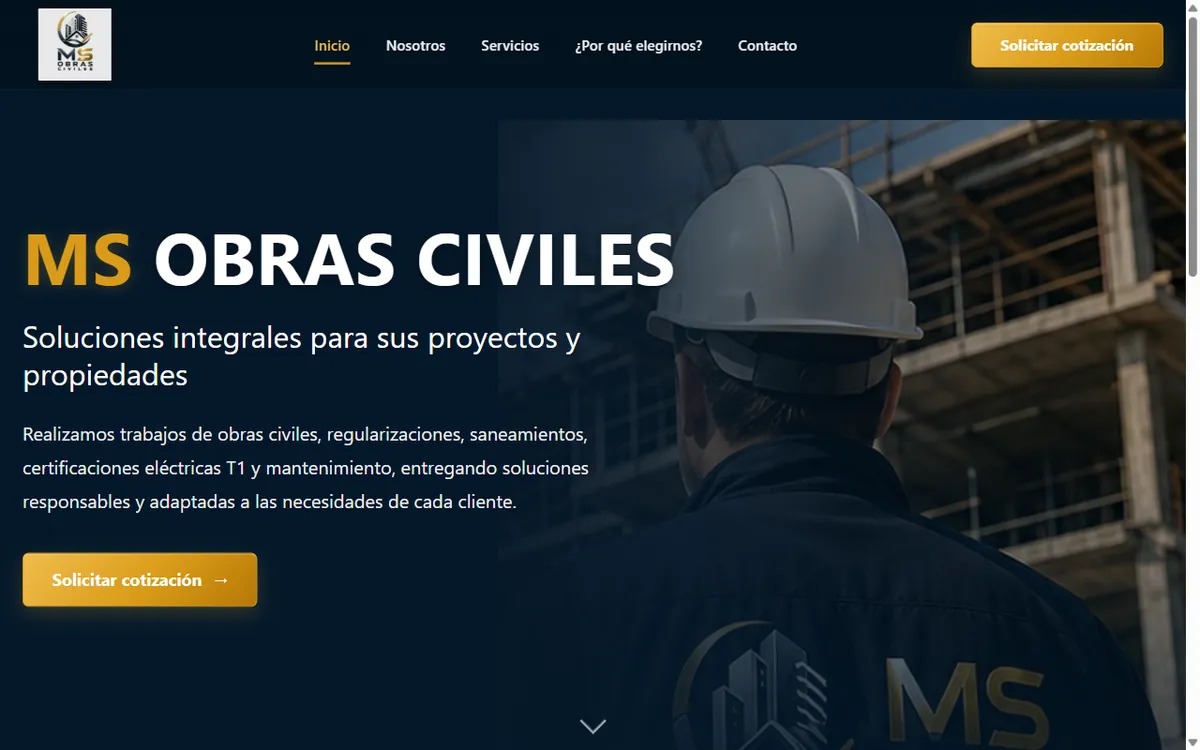 MS
OBRAS
CIVILES
Inicio
Nosotros
Servicios
¿Por qué elegirnos?
Contacto
Solicitar cotización
MS OBRAS CIVILES
Soluciones integrales para sus proyectos y
propiedades
Realizamos trabajos de obras civiles, regularizaciones, saneamientos,
certificaciones eléctricas T1 y mantenimiento, entregando soluciones
responsables y adaptadas a las necesidades de cada cliente.
Solicitar cotización →
MS